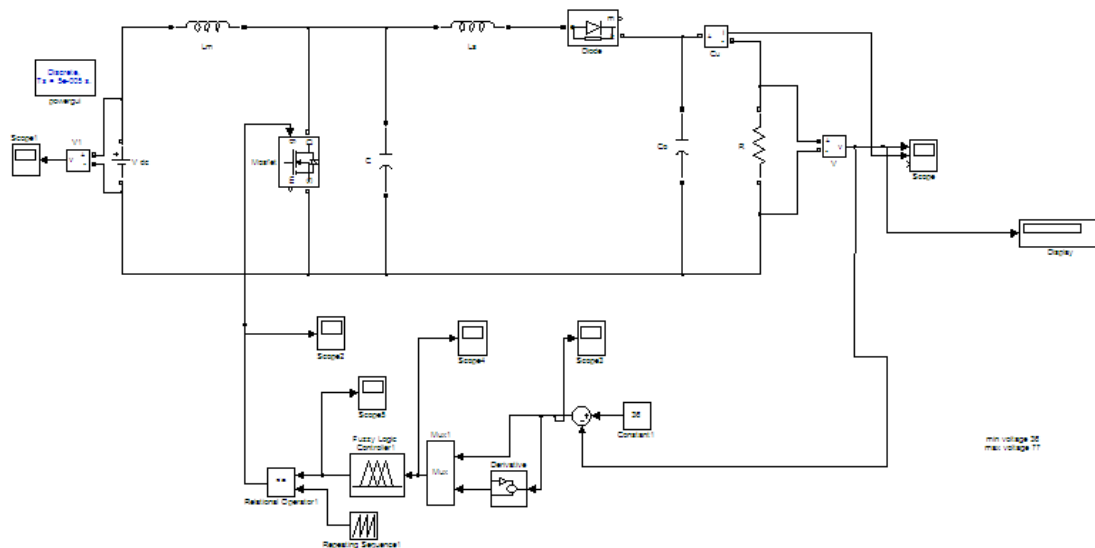 Lm
Ls
m
Diode
+
i
-
Cu
Discrete,
Ts = 5e-005 s.
powergui
Scope1
V1
v
+
-
+
V dc
Mosfet
g
D
m
S
C
Co
R
+
-
v
V
Scope
Display
Scope2
Scope4
Scope3
Scope5
Mux1
Mux
36
Constant1
Fuzzy Logic
Controller1
Derivative
Relational Operator1
Repeating Sequence1
min voltage 36
max voltage 77